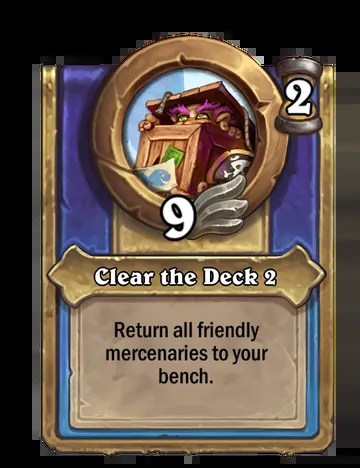 2
9
Clear the Deck 2
Return all friendly
mercenaries to your
bench.